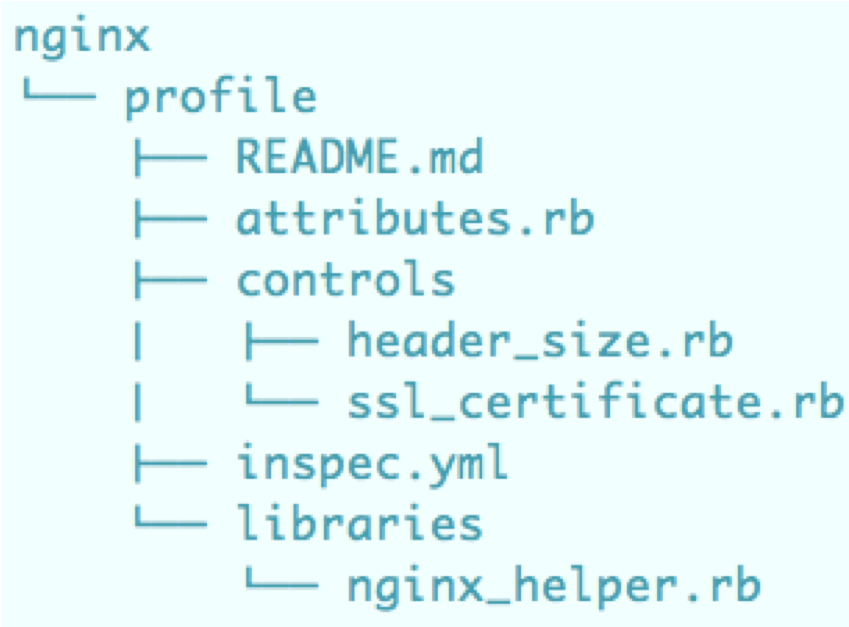 nginx
└── profile
    ├── README.md
    ├── attributes.rb
    ├── controls
    │   ├── header_size.rb
    │   └── ssl_certificate.rb
    ├── inspec.yml
    └── libraries
        └── nginx_helper.rb